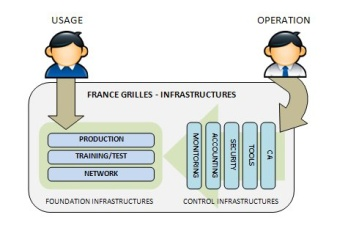 USAGE
OPERATION
FRANCE GRILLES - INFRASTRUCTURES
PRODUCTION
TRAINING/TEST
NETWORK
MONITORING
ACCOUNTING
SECURITY
TOOLS
CA
FOUNDATION INFRASTRUCTURES
CONTROL INFRASTRUCTURES